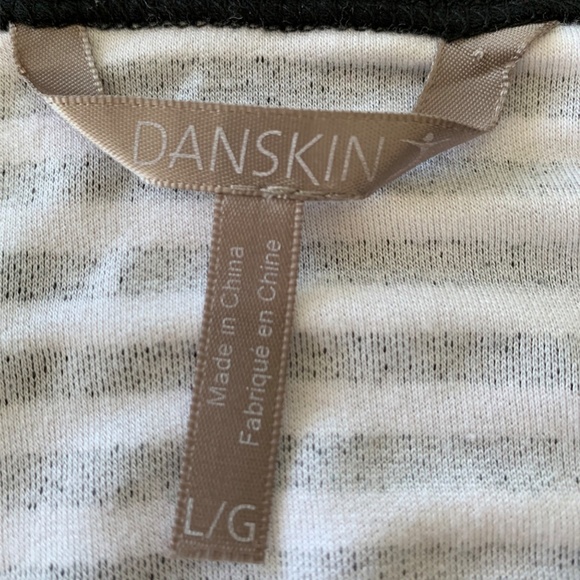 DANSKIN
Made in China
Fabriqué en Chine
L/G